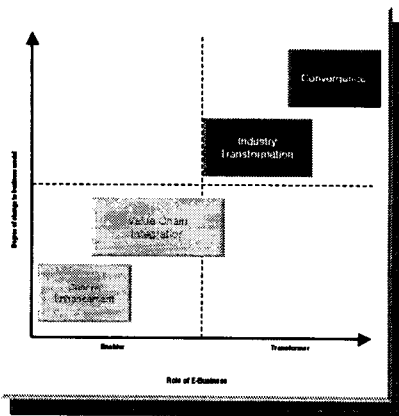 Convergence
Industry
Transformation
Value Chain
Integration
Channel
Enhancement
Degree of change to business model
Enabler
Transformer
Role of E-Business